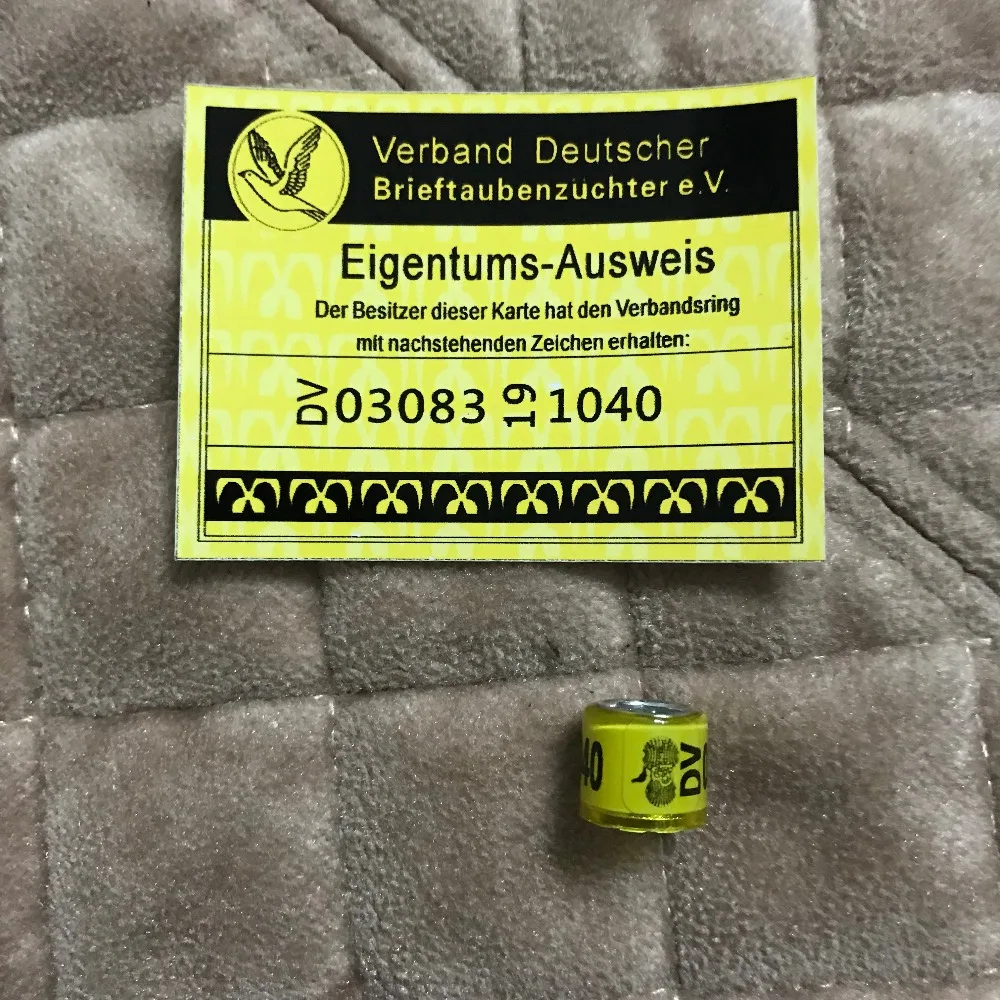 Verband Deutscher
Brieftaubenzüchter e.V.
Eigentums-Ausweis
Der Besitzer dieser Karte hat den Verbandsring
mit nachstehenden Zeichen erhalten:
DV 03083 19 1040
40 DV 0